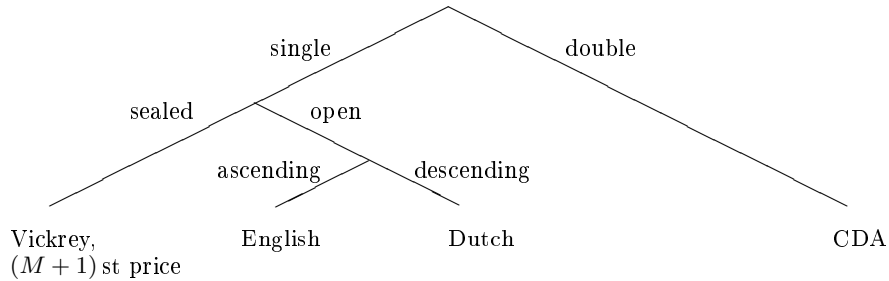 single
double
sealed
open
ascending
descending
Vickrey,
(M + 1) st price
English
Dutch
CDA